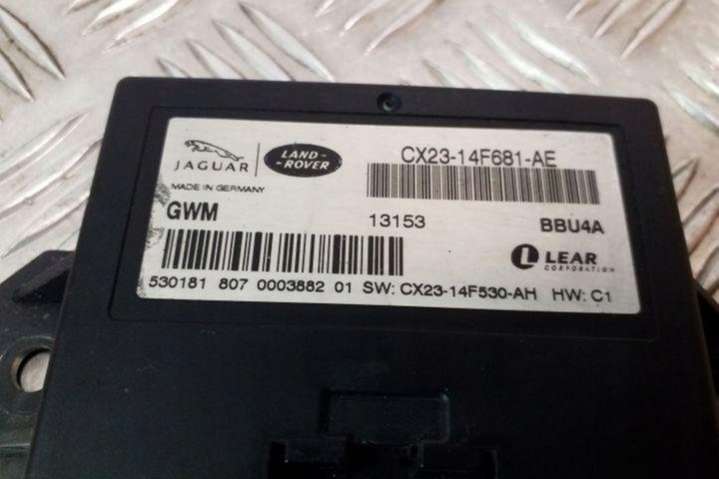 JAGUAR
LAND-
-ROVER
CX23-14F681-AE
MADE IN GERMANY
GWM 13153 BBU4A
LEAR
CORPORATION
530181 807 0003882 01 SW: CX23-14F530-AH HW: C1